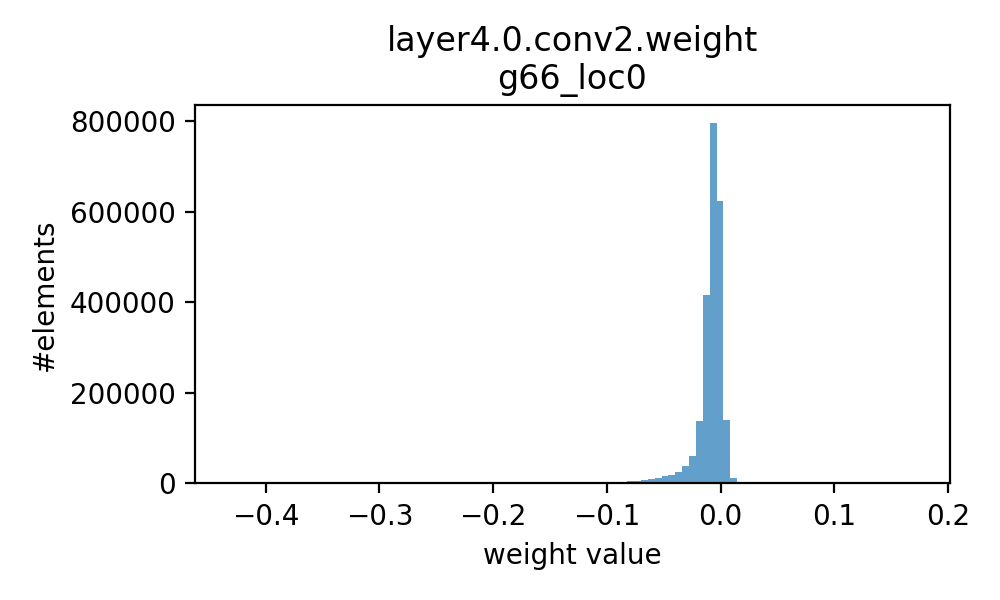 layer4.0.conv2.weight
g66_loc0
800000
600000
400000
200000
0
#elements
−0.4 −0.3 −0.2 −0.1 0.0 0.1 0.2
weight value